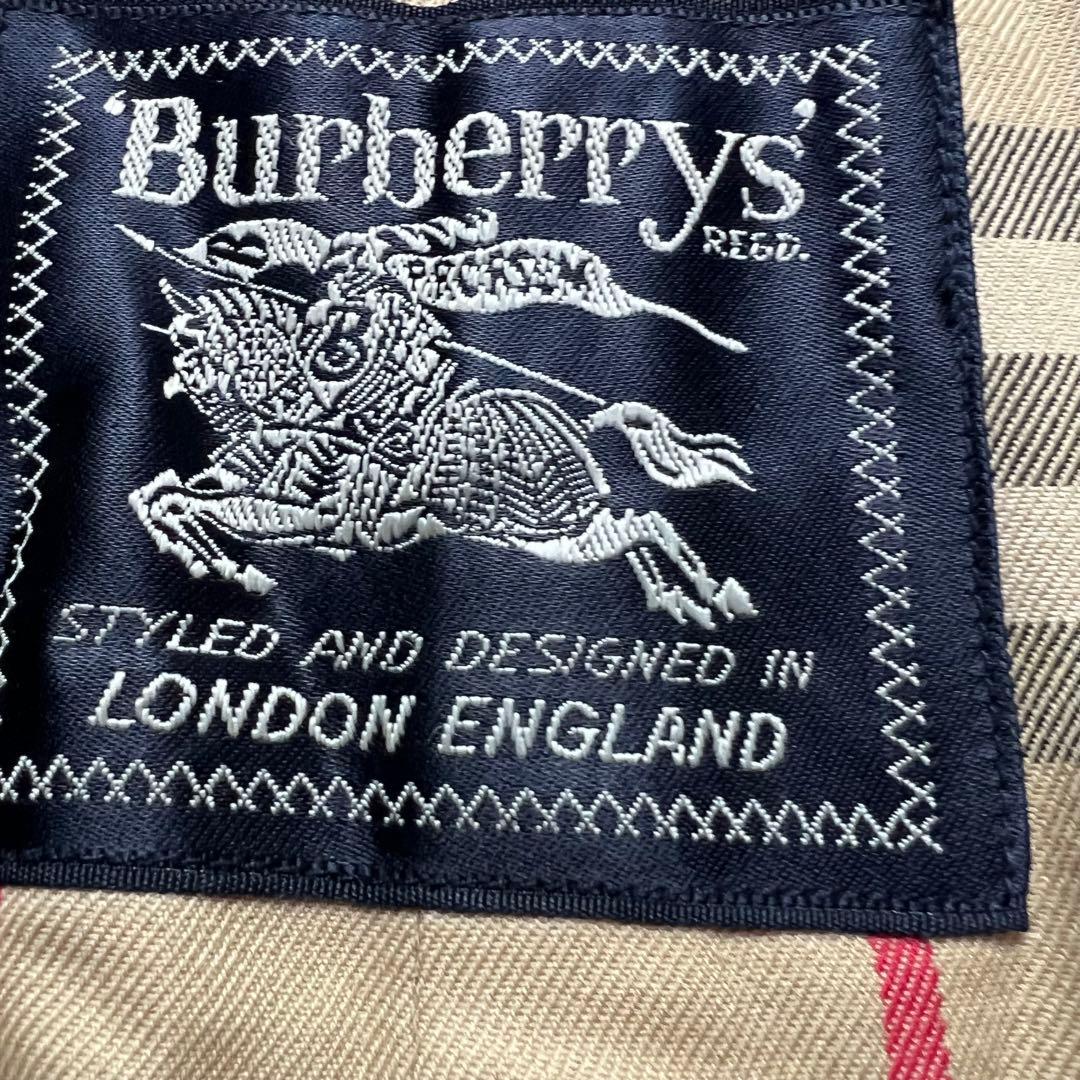 'Burberrys'
REGD.
B
PRORSUM
B
STYLED AND DESIGNED IN
LONDON ENGLAND